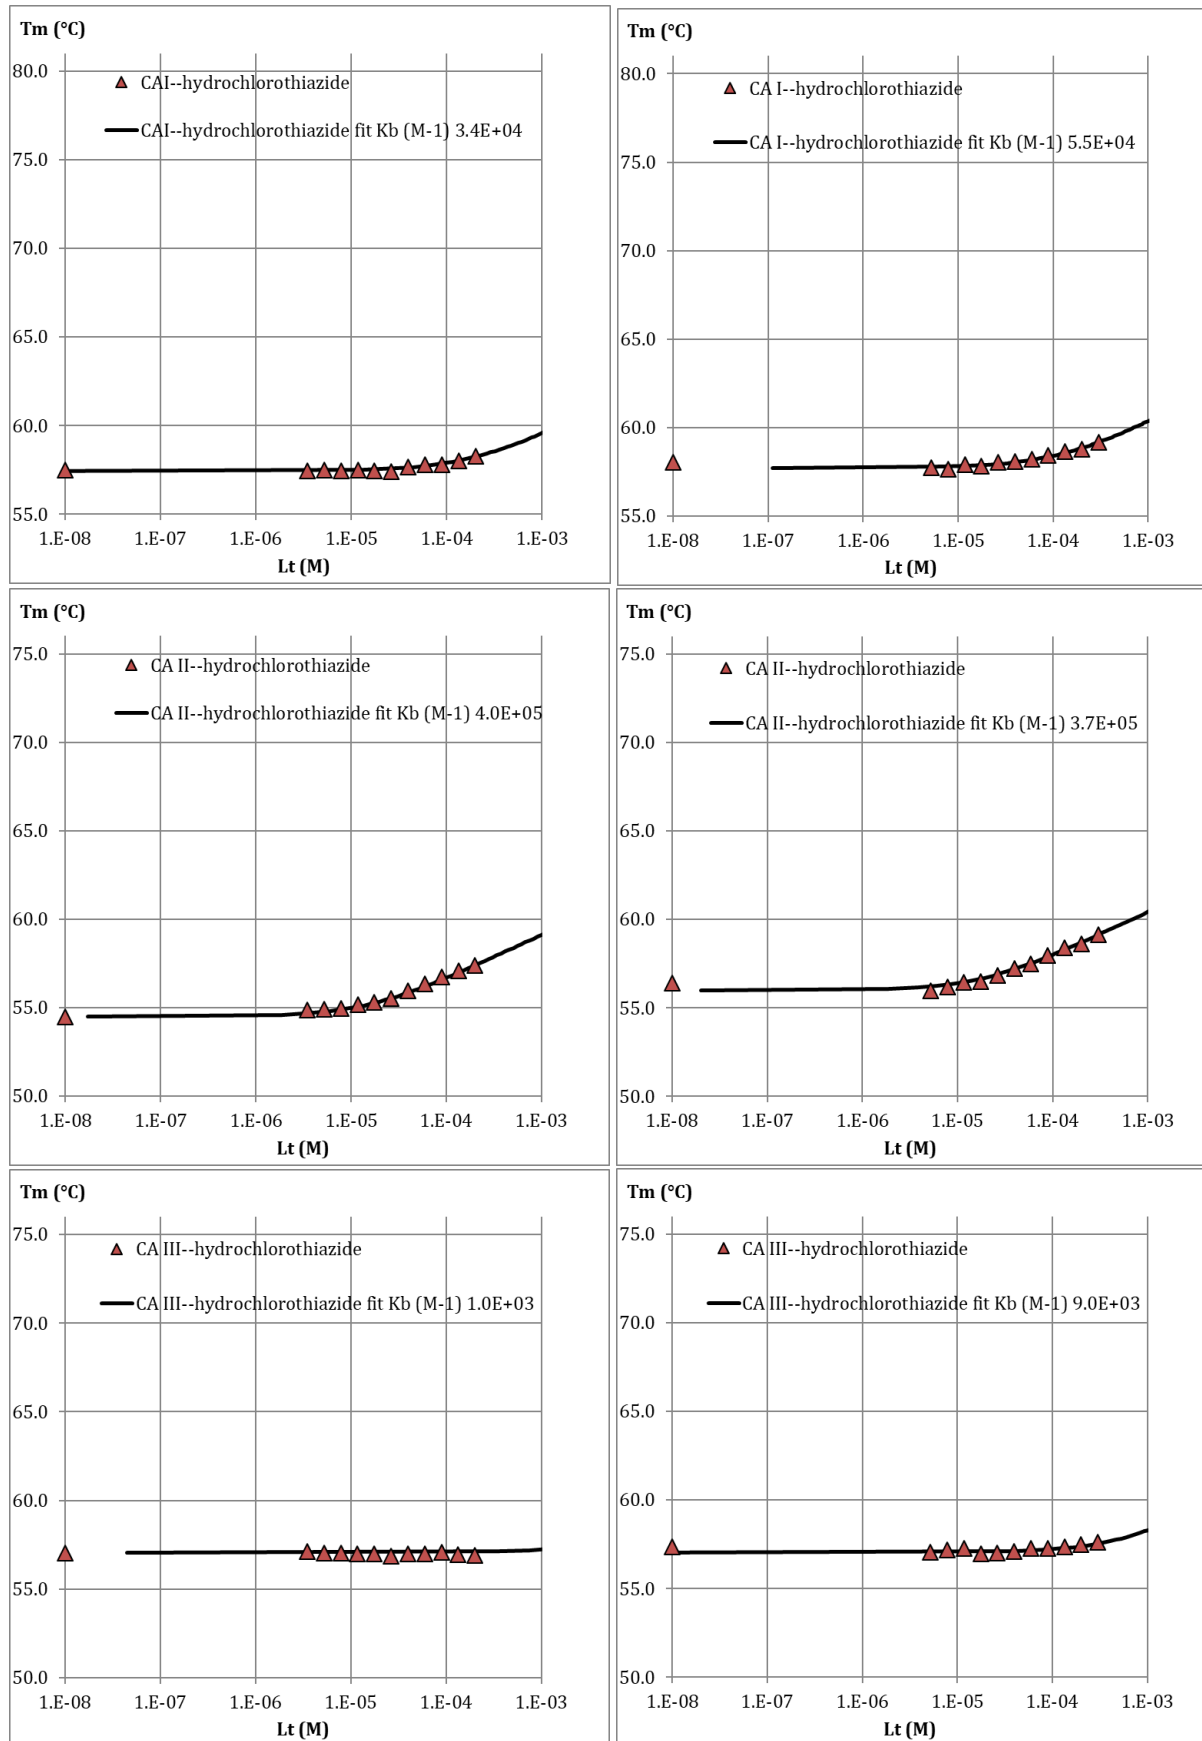 Tm (°C)
80.0
75.0
70.0
65.0
60.0
55.0
CAI--hydrochlorothiazide
CAI--hydrochlorothiazide fit Kb (M-1) 3.4E+04
1.E-08 1.E-07 1.E-06 1.E-05 1.E-04 1.E-03
Lt (M)
Tm (°C)
80.0
75.0
70.0
65.0
60.0
55.0
CA I--hydrochlorothiazide
CA I--hydrochlorothiazide fit Kb (M-1) 5.5E+04
1.E-08 1.E-07 1.E-06 1.E-05 1.E-04 1.E-03
Lt (M)
Tm (°C)
75.0
70.0
65.0
60.0
55.0
50.0
CA II--hydrochlorothiazide
CA II--hydrochlorothiazide fit Kb (M-1) 4.0E+05
1.E-08 1.E-07 1.E-06 1.E-05 1.E-04 1.E-03
Lt (M)
Tm (°C)
75.0
70.0
65.0
60.0
55.0
50.0
CA II--hydrochlorothiazide
CA II--hydrochlorothiazide fit Kb (M-1) 3.7E+05
1.E-08 1.E-07 1.E-06 1.E-05 1.E-04 1.E-03
Lt (M)
Tm (°C)
75.0
70.0
65.0
60.0
55.0
50.0
CA III--hydrochlorothiazide
CA III--hydrochlorothiazide fit Kb (M-1) 1.0E+03
1.E-08 1.E-07 1.E-06 1.E-05 1.E-04 1.E-03
Lt (M)
Tm (°C)
75.0
70.0
65.0
60.0
55.0
50.0
CA III--hydrochlorothiazide
CA III--hydrochlorothiazide fit Kb (M-1) 9.0E+03
1.E-08 1.E-07 1.E-06 1.E-05 1.E-04 1.E-03
Lt (M)